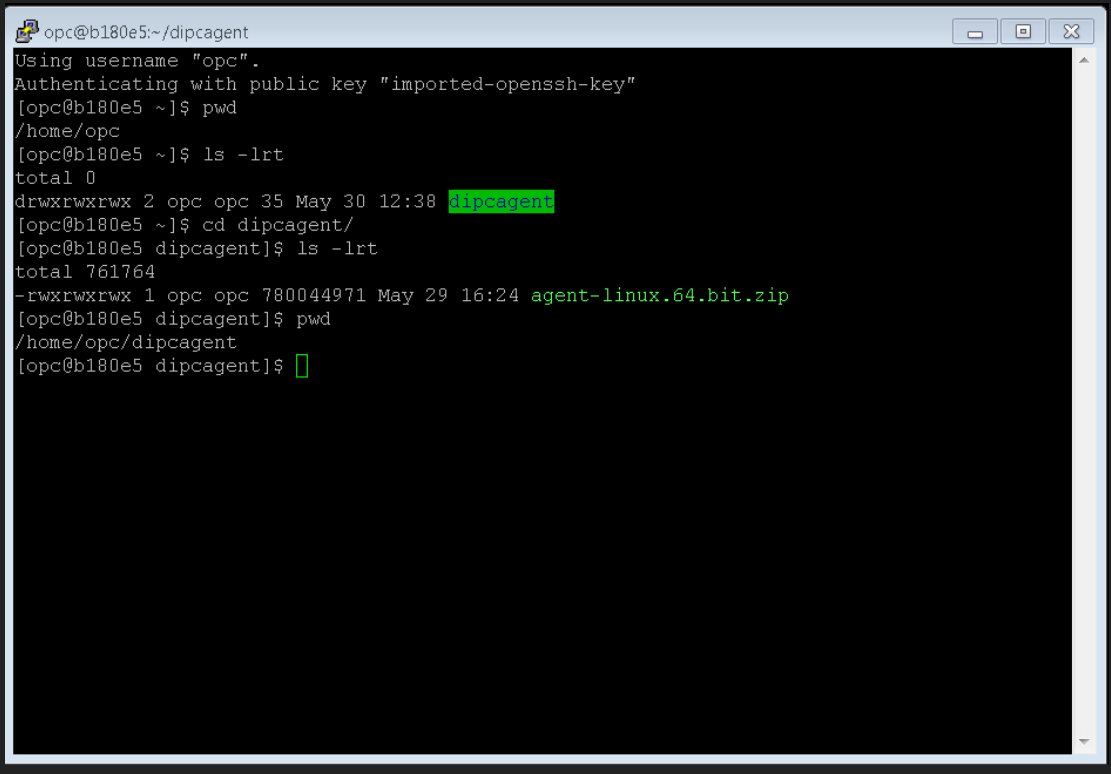 opc@b180e5:~/dipcagent
Using username "opc".
Authenticating with public key "imported-openssh-key"
[opc@b180e5 ~]$ pwd
/home/opc
[opc@b180e5 ~]$ ls -lrt
total 0
drwxrwxrwx 2 opc opc 35 May 30 12:38 dipcagent
[opc@b180e5 ~]$ cd dipcagent/
[opc@b180e5 dipcagent]$ ls -lrt
total 761764
-rwxrwxrwx 1 opc opc 780044971 May 29 16:24 agent-linux.64.bit.zip
[opc@b180e5 dipcagent]$ pwd
/home/opc/dipcagent
[opc@b180e5 dipcagent]$